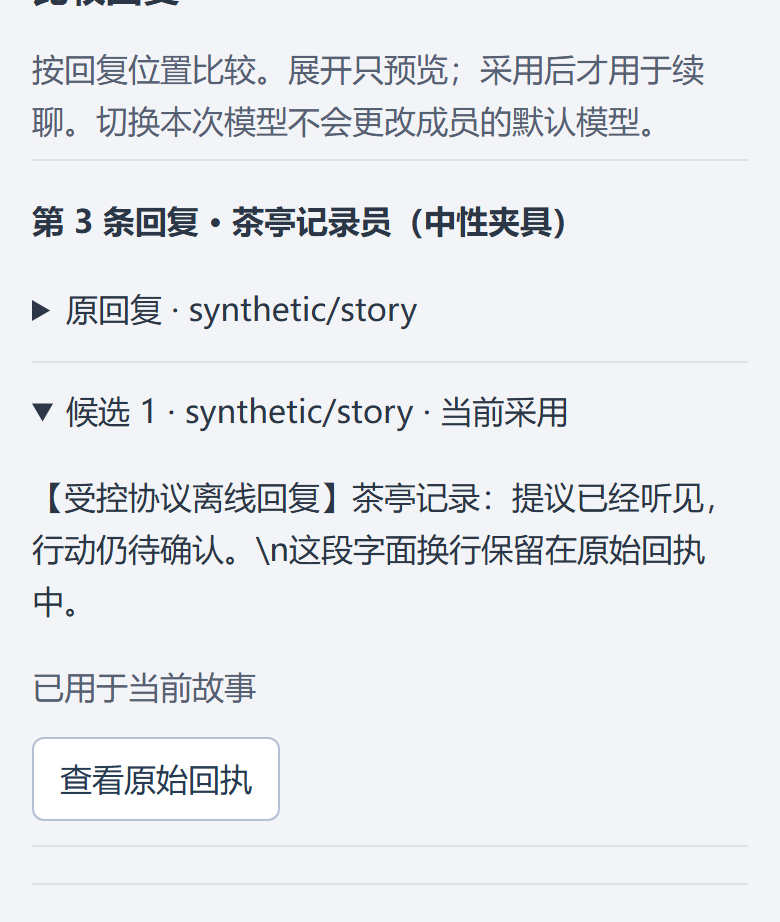 按回复位置比较。展开只预览；采用后才用于续
聊。切换本次模型不会更改成员的默认模型。
第 3 条回复 · 茶亭记录员（中性夹具）
原回复 · synthetic/story
候选 1 · synthetic/story · 当前采用
【受控协议离线回复】茶亭记录：提议已经听见，
行动仍待确认。\n这段字面换行保留在原始回执
中。
已用于当前故事
查看原始回执